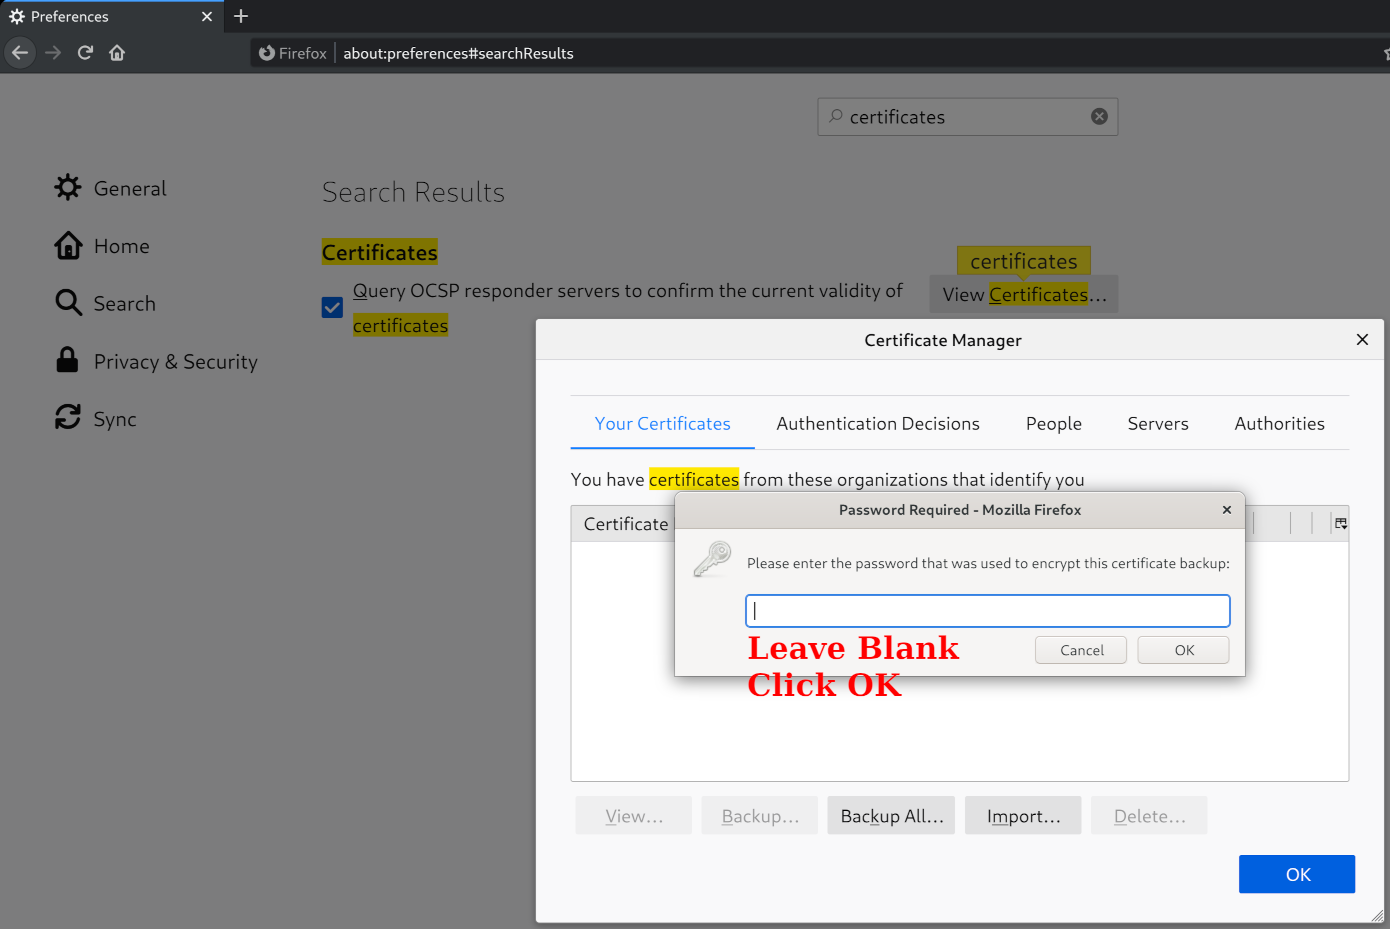 Preferences
Firefox
about:preferences#searchResults
certificates
General
Home
Search
Privacy & Security
Sync
Search Results
Certificates
Query OCSP responder servers to confirm the current validity of
certificates
certificates
View Certificates...
Certificate Manager
Your Certificates
Authentication Decisions
People
Servers
Authorities
You have certificates from these organizations that identify you
Certificate
Password Required - Mozilla Firefox
Please enter the password that was used to encrypt this certificate backup:
Leave Blank
Click OK
Cancel
OK
View...
Backup...
Backup All...
Import...
Delete...
OK